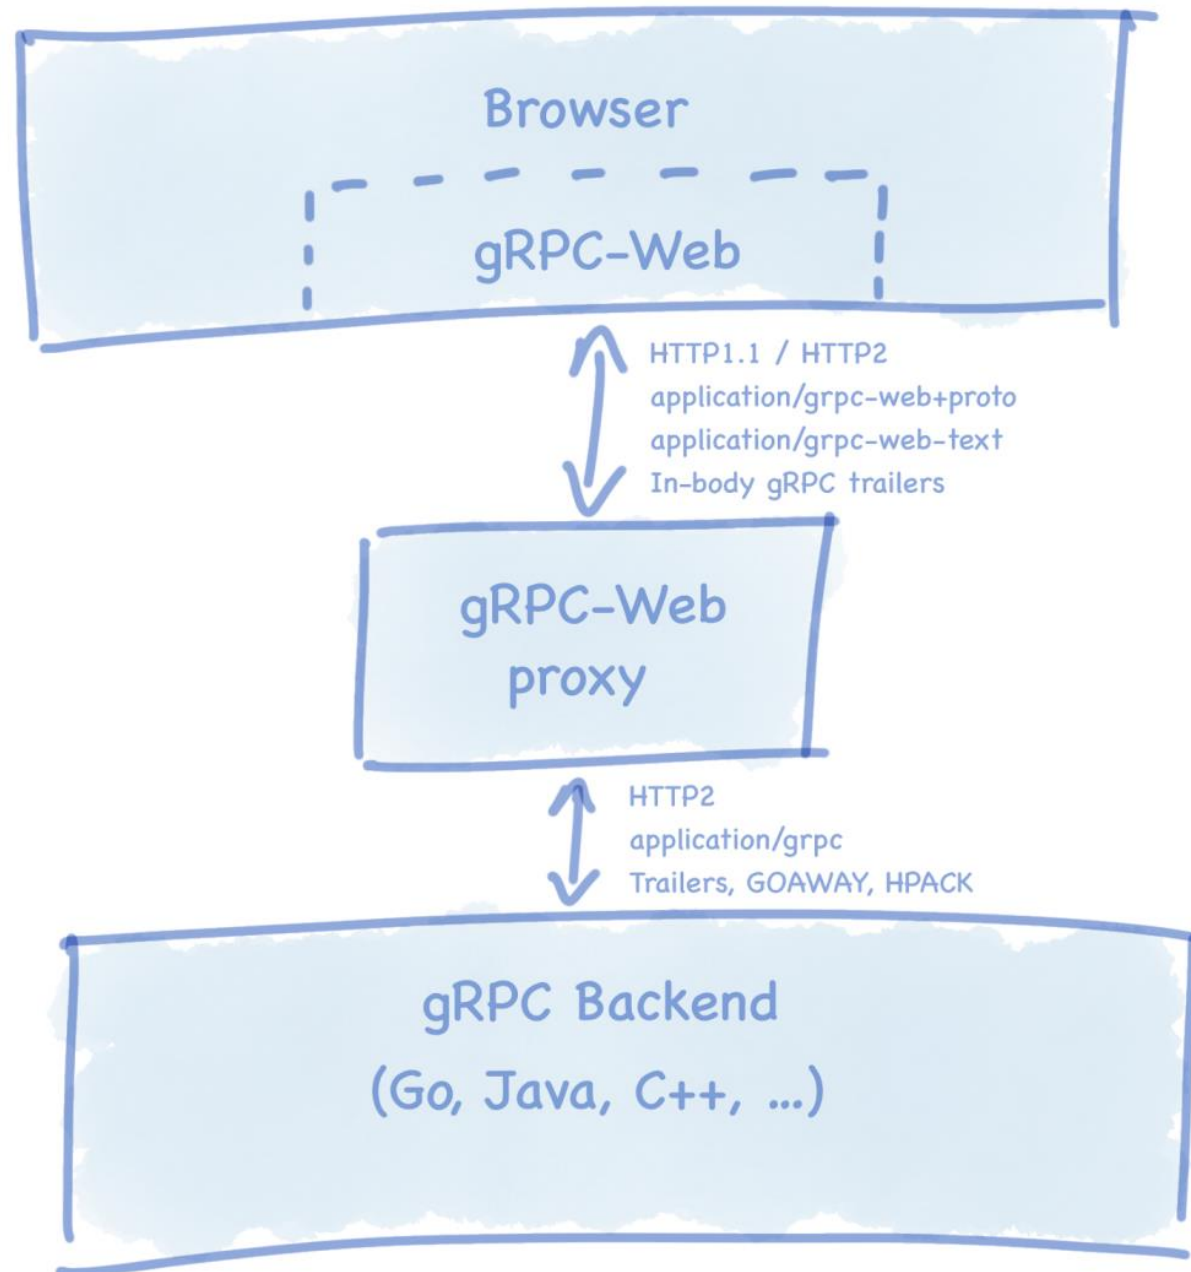 Browser
gRPC-Web
HTTP1.1 / HTTP2
application/grpc-web+proto
application/grpc-web-text
In-body gRPC trailers
gRPC-Web
proxy
HTTP2
application/grpc
Trailers, GOAWAY, HPACK
gRPC Backend
(Go, Java, C++, ...)